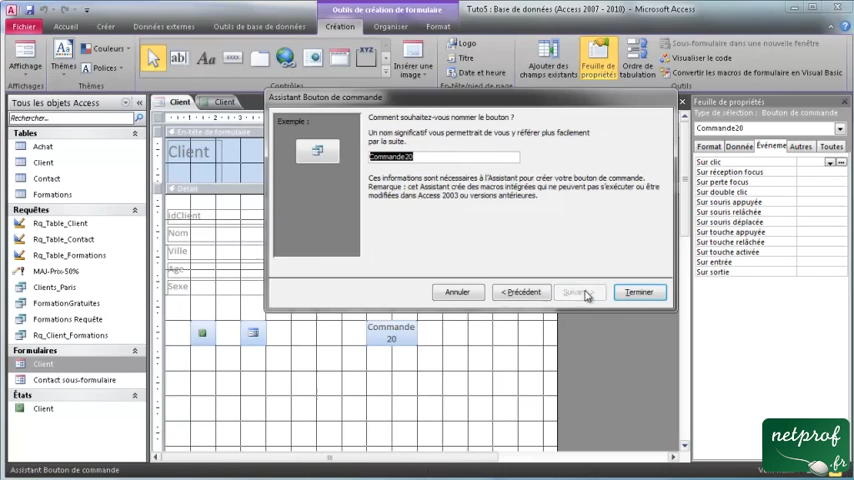 Outils de création de formulaire
Tuto5 : Base de données (Access 2007 - 2010) - Microsoft Access
Fichier
Accueil
Créer
Données externes
Outils de base de données
Création
Organiser
Format
Affichage
Affichages
Thèmes
Couleurs
Polices
Thèmes
ab|
Aa
XYZ
Contrôles
Insérer une image
Logo
Titre
Date et heure
Ajouter des champs existants
Feuille de propriétés
Ordre de tabulation
Sous-formulaire dans une nouvelle fenêtre
Visualiser le code
Convertir les macros de formulaire en Visual Basic
Tous les objets Access
Rechercher...
Tables
Achat
Client
Contact
Formations
Requêtes
Rq_Table_Client
Rq_Table_Contact
Rq_Table_Formations
MAJ-Prix-50%
Clients_Paris
FormationGratuites
Formations Requête
Rq_Client_Formations
Formulaires
Client
Contact sous-formulaire
États
Client
Client
Client
En-tête de formulaire
Client
Détail
idClient
Nom
Ville
Age
Sexe
Commande
20
Assistant Bouton de commande
Exemple :
Comment souhaitez-vous nommer le bouton ?
Un nom significatif vous permettrait de vous y référer plus facilement
par la suite.
Commande20
Ces informations sont nécessaires à l'Assistant pour créer votre bouton de commande.
Remarque : cet Assistant crée des macros intégrées qui ne peuvent pas s'exécuter ou être
modifiées dans Access 2003 ou versions antérieures.
Annuler
< Précédent
Suivant >
Terminer
Feuille de propriétés
Type de sélection : Bouton de commande
Commande20
Format
Données
Événement
Autres
Toutes
Sur clic
Sur réception focus
Sur perte focus
Sur double clic
Sur souris appuyée
Sur souris relâchée
Sur souris déplacée
Sur touche appuyée
Sur touche relâchée
Sur touche activée
Sur entrée
Sur sortie
Assistant Bouton de commande
netprof
.fr